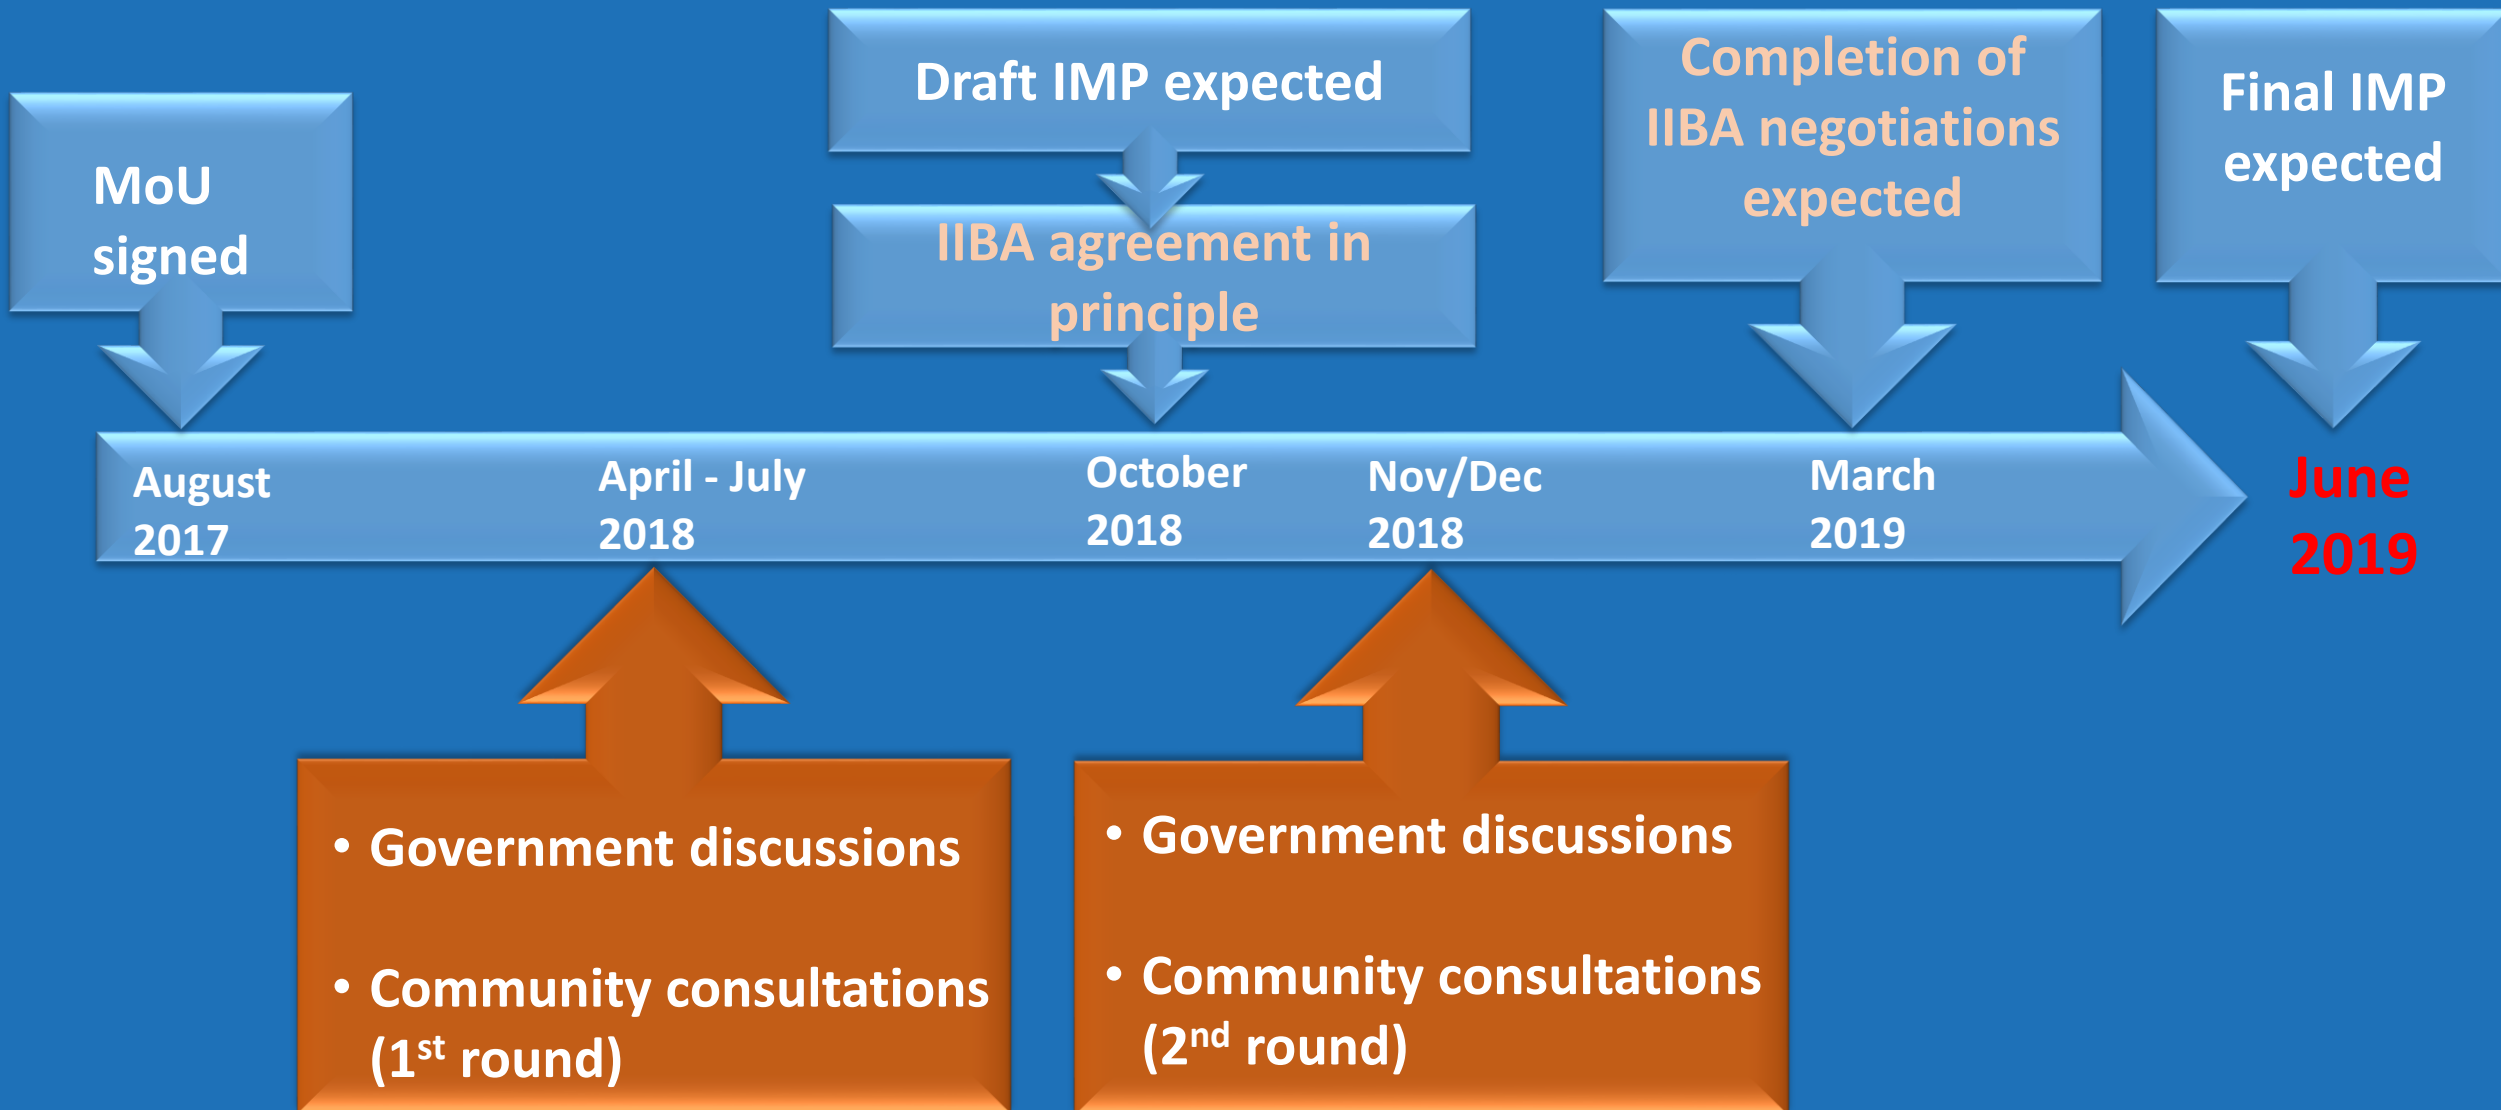 MoU
signed
Draft IMP expected
IIBA agreement in
principle
Completion of
IIBA negotiations
expected
Final IMP
expected
August
2017
April - July
2018
October
2018
Nov/Dec
2018
March
2019
June
2019
• Government discussions
• Community consultations
(1st round)
• Government discussions
• Community consultations
(2nd round)